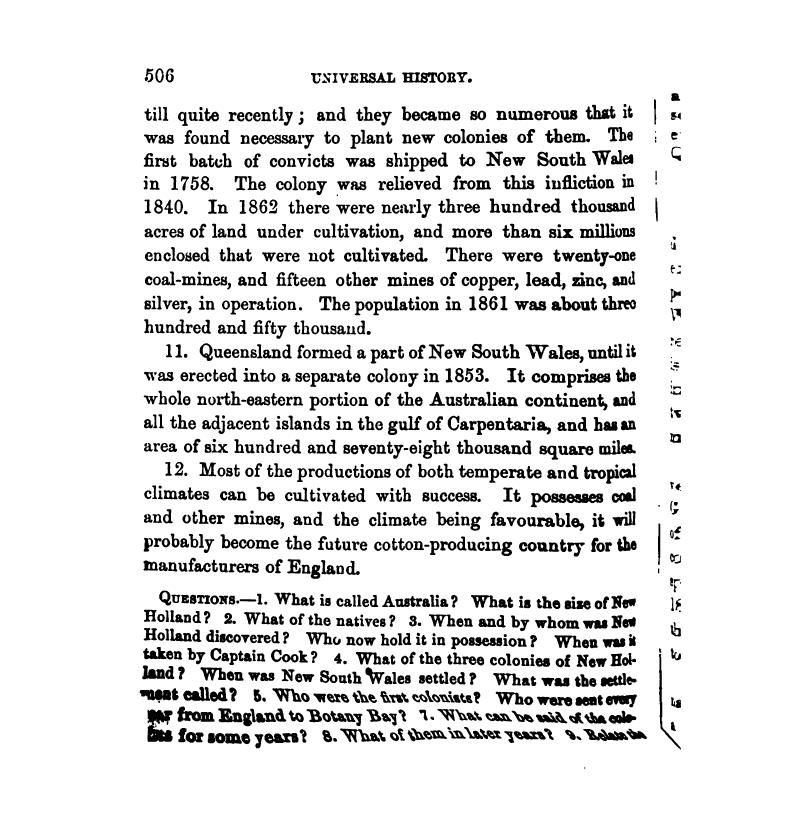 506
UNIVERSAL HISTORY.
till quite recently; and they became so numerous that it
was found necessary to plant new colonies of them. The
first batch of convicts was shipped to New South Wales
in 1758. The colony was relieved from this infliction in
1840. In 1862 there were nearly three hundred thousand
acres of land under cultivation, and more than six millions
enclosed that were not cultivated. There were twenty-one
coal-mines, and fifteen other mines of copper, lead, zinc, and
silver, in operation. The population in 1861 was about three
hundred and fifty thousand.
11. Queensland formed a part of New South Wales, until it
was erected into a separate colony in 1853. It comprises the
whole north-eastern portion of the Australian continent, and
all the adjacent islands in the gulf of Carpentaria, and has an
area of six hundred and seventy-eight thousand square miles.
12. Most of the productions of both temperate and tropical
climates can be cultivated with success. It possesses coal
and other mines, and the climate being favourable, it will
probably become the future cotton-producing country for the
manufacturers of England.
QUESTIONS.—1. What is called Australia? What is the size of New
Holland? 2. What of the natives? 3. When and by whom was New
Holland discovered? Who now hold it in possession? When was it
taken by Captain Cook? 4. What of the three colonies of New Hol-
land? When was New South Wales settled? What was the settle-
ment called? 5. Who were the first colonists? Who were sent every
year from England to Botany Bay? 7. What can be said of the colo-
for some years? 8. What of them in later years? 9. Relate the